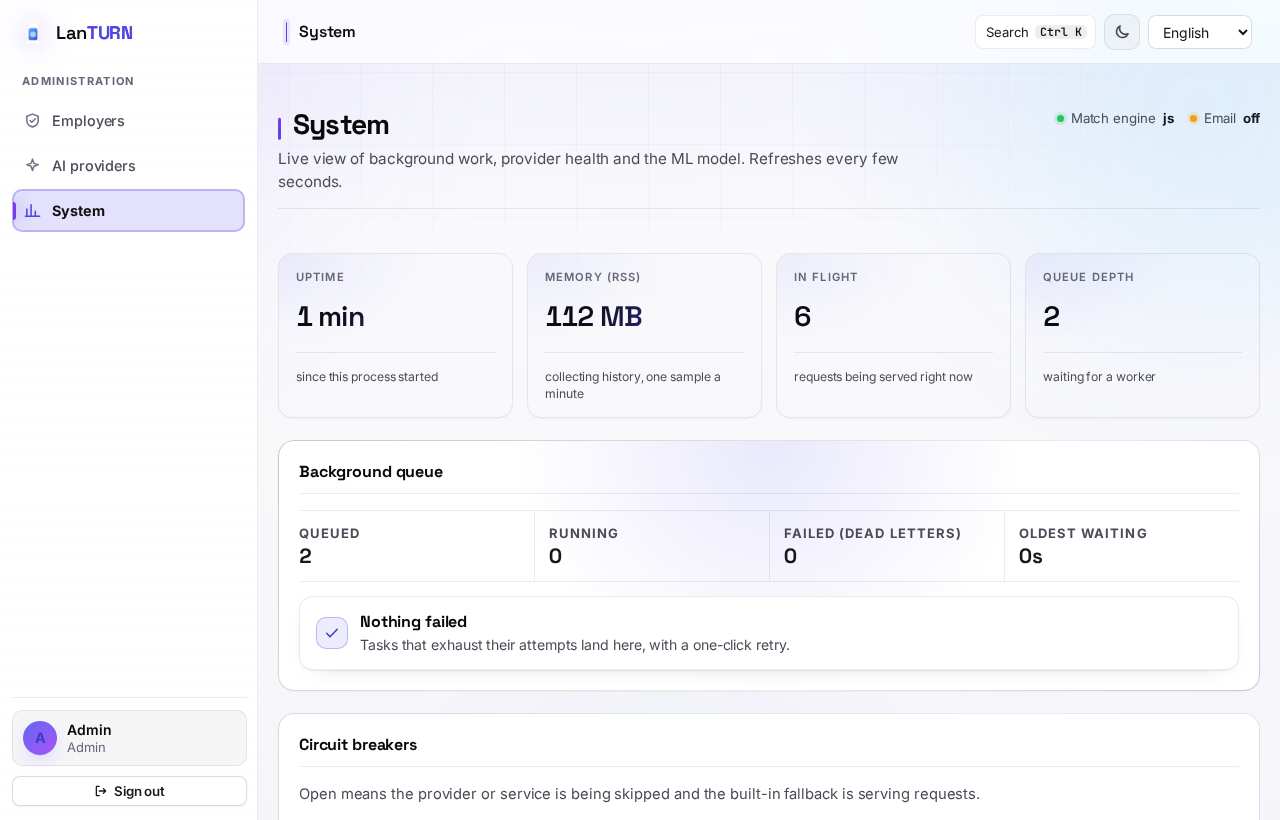 LanTURN
ADMINISTRATION
Employers
AI providers
System
Admin
Admin
Sign out
System
Search Ctrl K
English
System
Match engine js
Email off
Live view of background work, provider health and the ML model. Refreshes every few
seconds.
UPTIME
1 min
since this process started
MEMORY (RSS)
112 MB
collecting history, one sample a
minute
IN FLIGHT
6
requests being served right now
QUEUE DEPTH
2
waiting for a worker
Background queue
QUEUED
2
RUNNING
0
FAILED (DEAD LETTERS)
0
OLDEST WAITING
0s
Nothing failed
Tasks that exhaust their attempts land here, with a one-click retry.
Circuit breakers
Open means the provider or service is being skipped and the built-in fallback is serving requests.
A